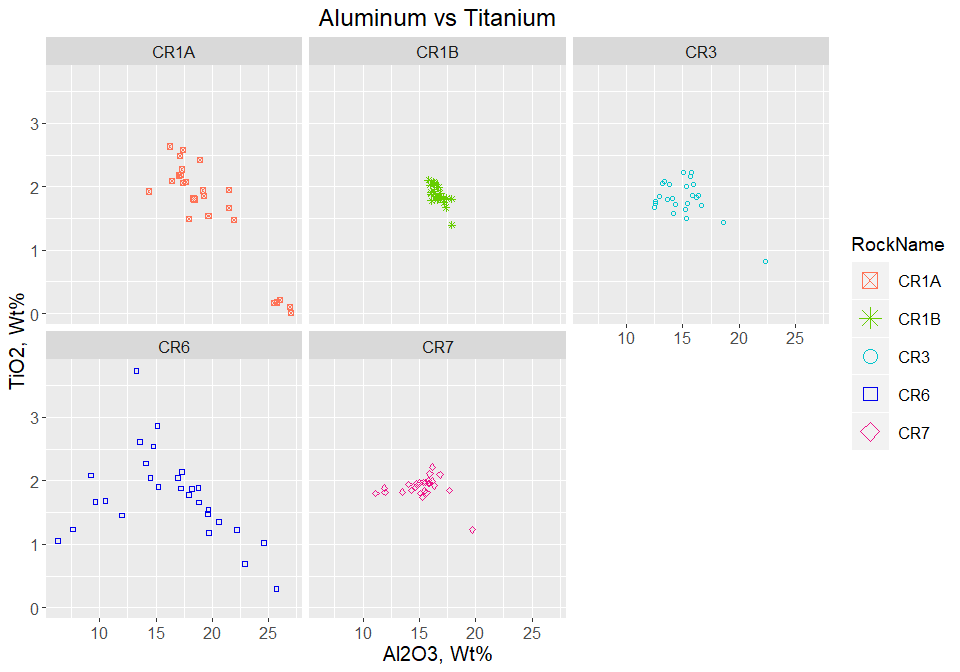 Aluminum vs Titanium
CR1A
CR1B
CR3
3
2
1
0
10 15 20 25
CR6
CR7
3
2
1
0
10 15 20 25
10 15 20 25
TiO2, Wt%
Al2O3, Wt%
RockName
CR1A
CR1B
CR3
CR6
CR7